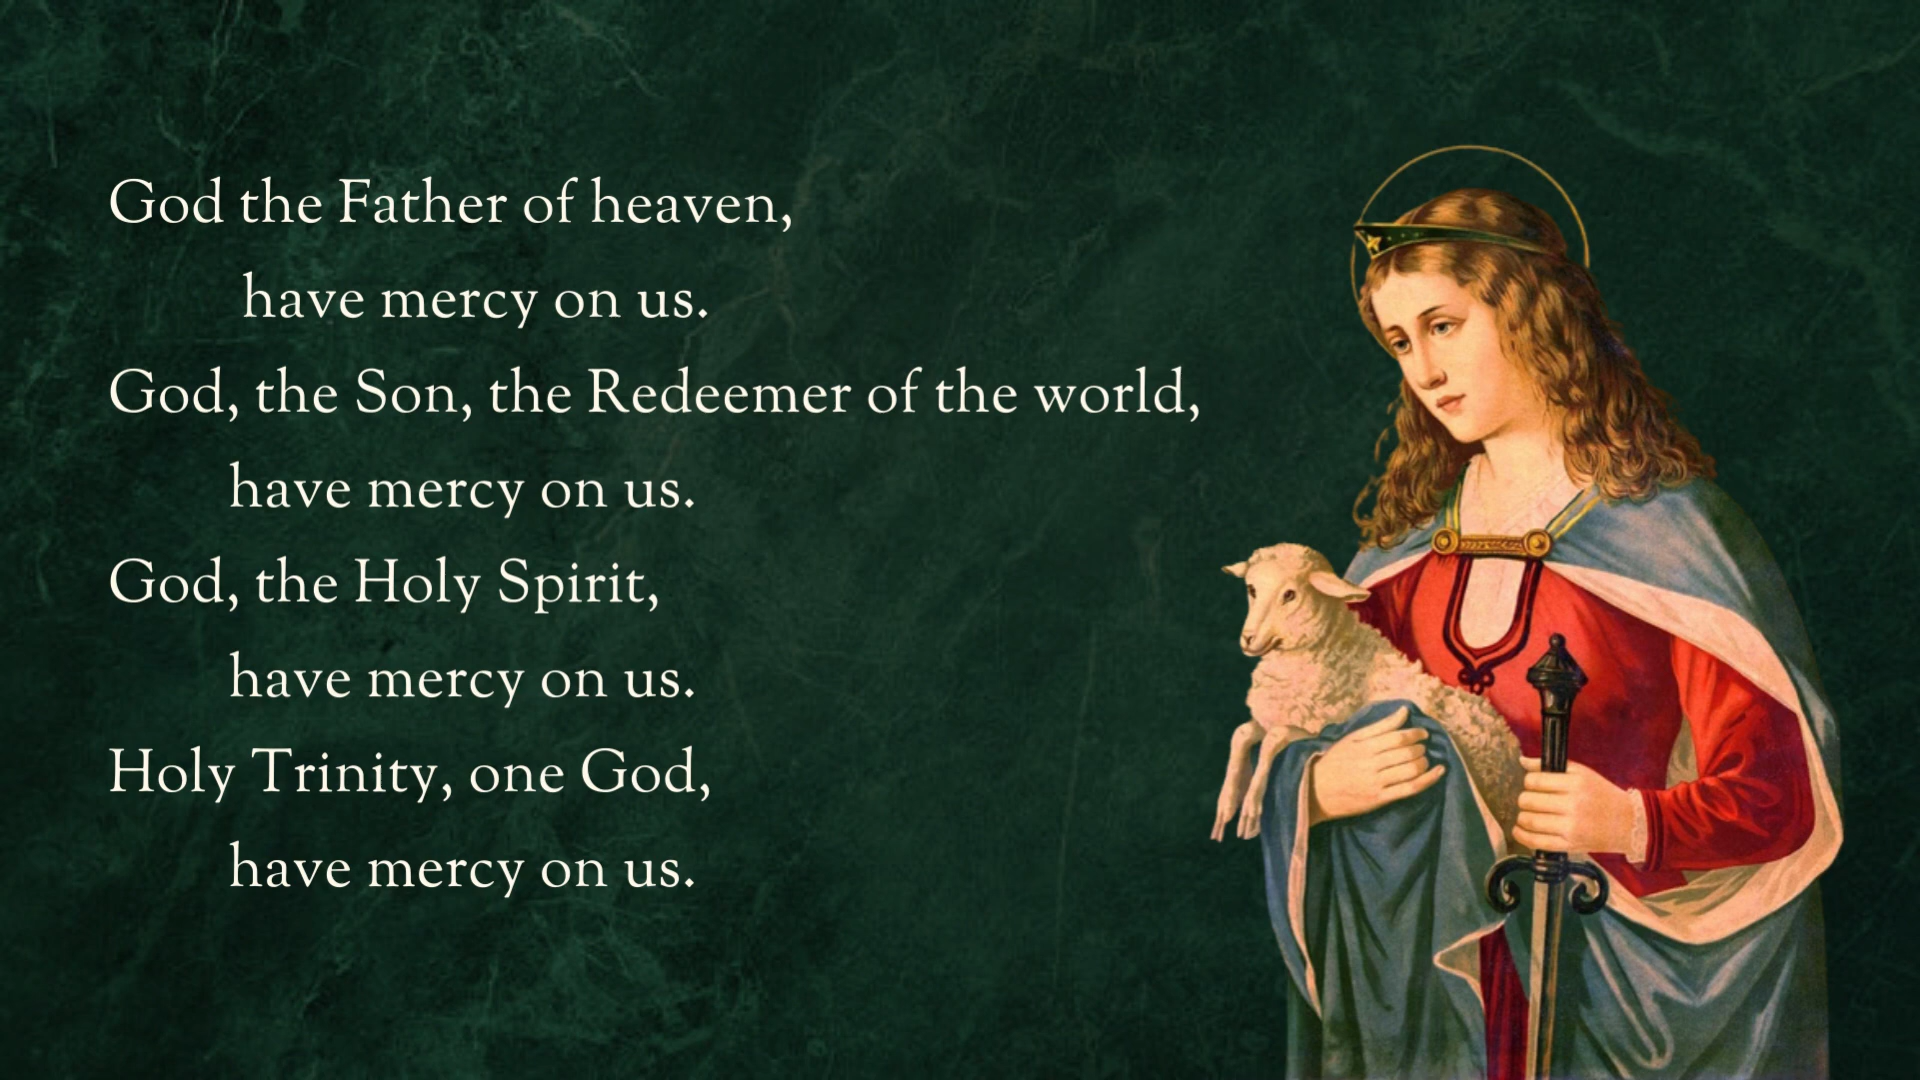 God the Father of heaven,
have mercy on us.
God, the Son, the Redeemer of the world,
have mercy on us.
God, the Holy Spirit,
have mercy on us.
Holy Trinity, one God,
have mercy on us.